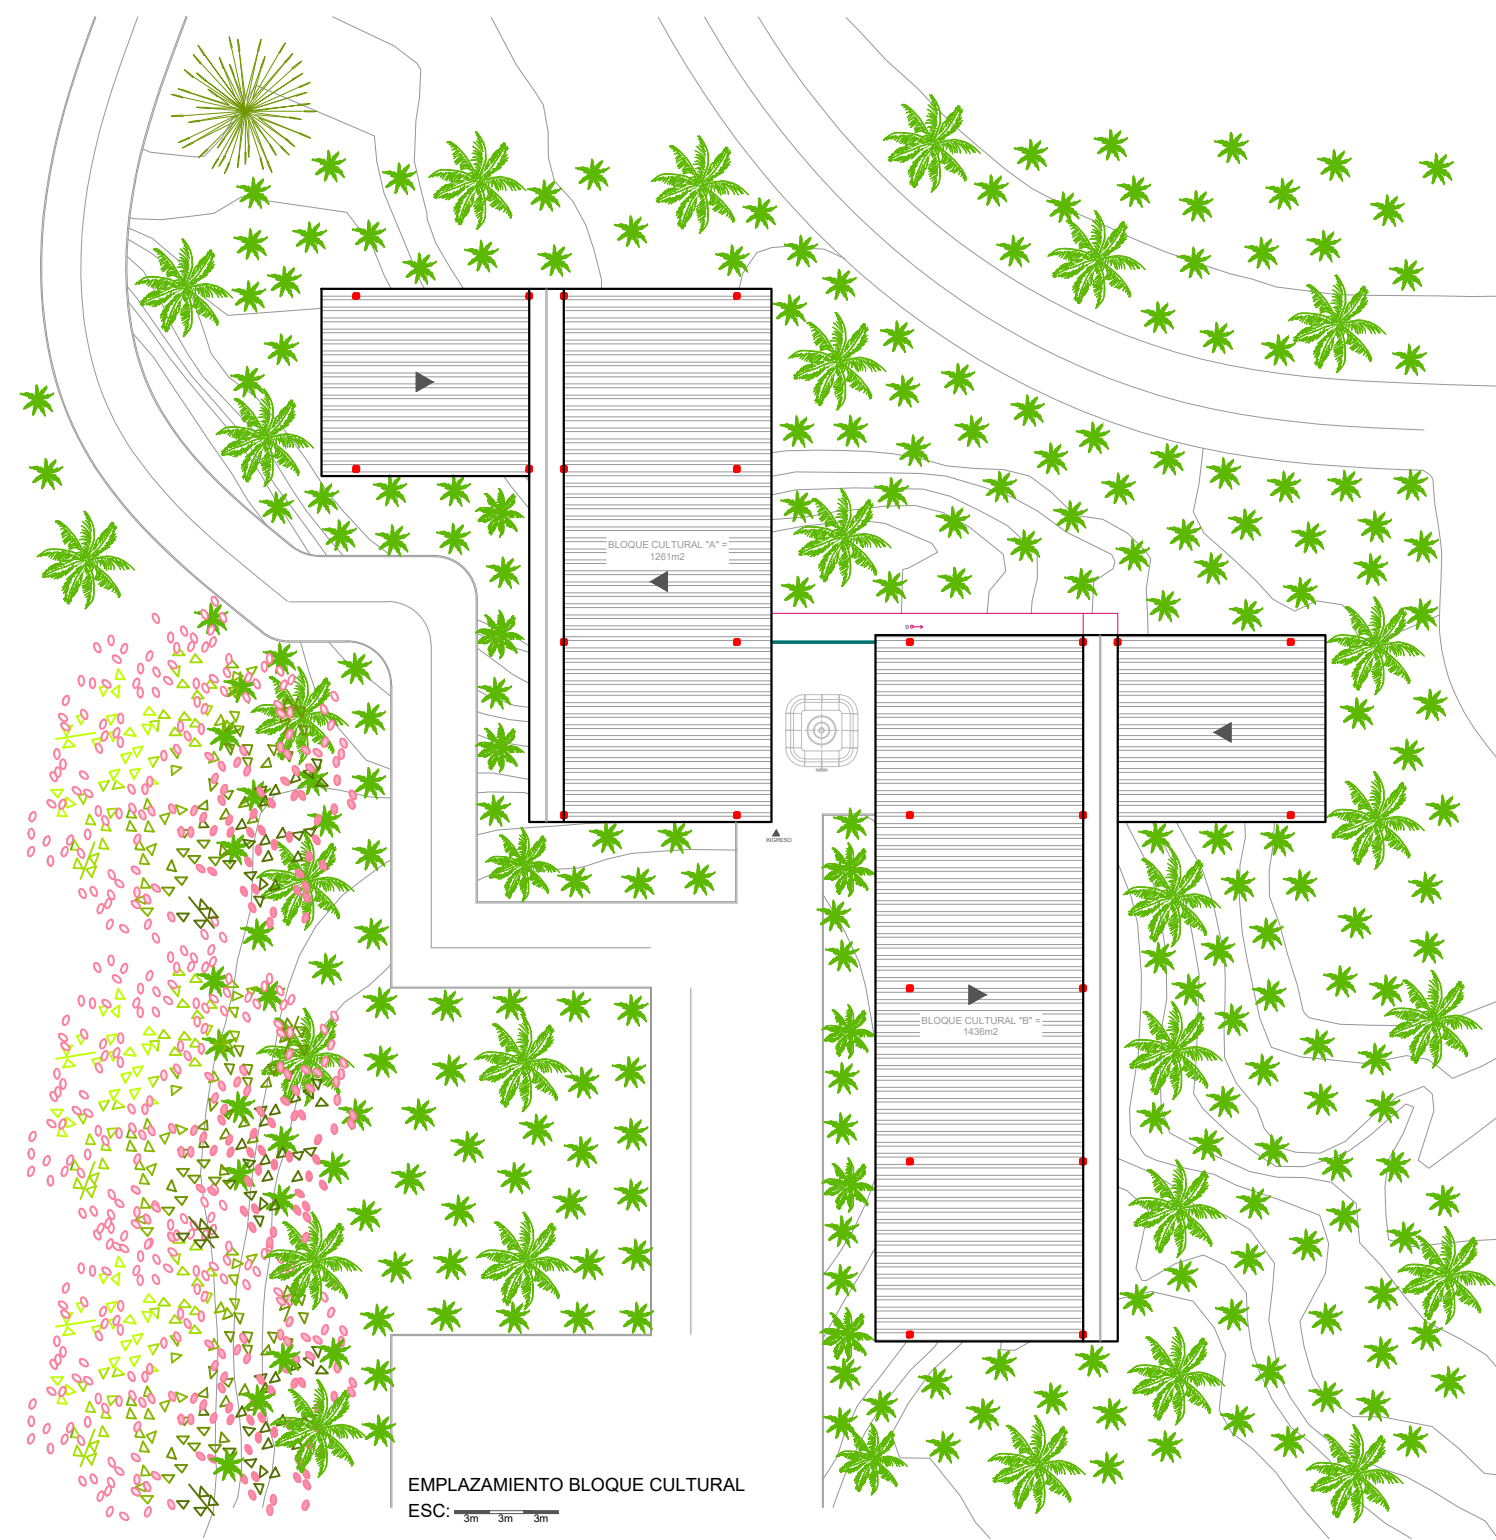 BLOQUE CULTURAL "A" =
1261m2
B
INGRESO
BLOQUE CULTURAL "B" =
1436m2
EMPLAZAMIENTO BLOQUE CULTURAL
ESC:
3m 3m 3m